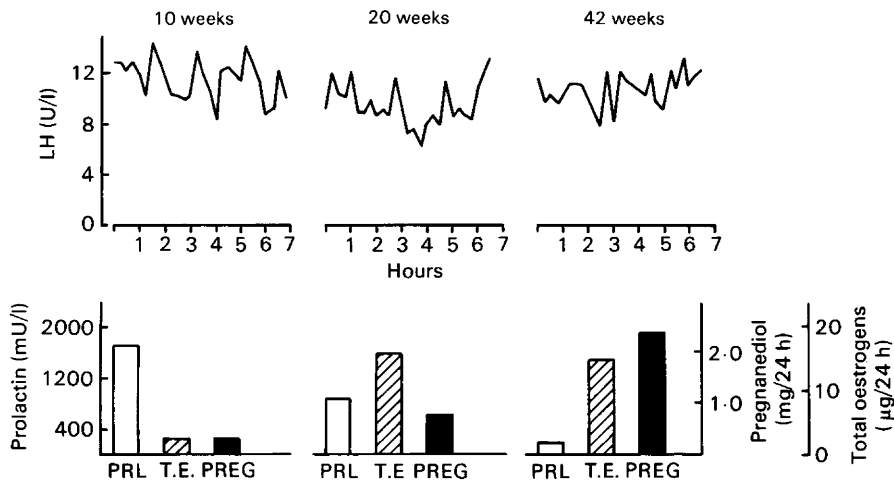 10 weeks 20 weeks 42 weeks
LH (U/l)
12
8
4
0
1 2 3 4 5 6 7 1 2 3 4 5 6 7 1 2 3 4 5 6 7
Hours
Prolactin (mU/l)
2000
1200
400
PRL T.E. PREG PRL T.E PREG PRL T.E. PREG
2·0
1·0
Pregnanediol
(mg/24 h)
20
10
0
Total oestrogens
( µg/24 h)